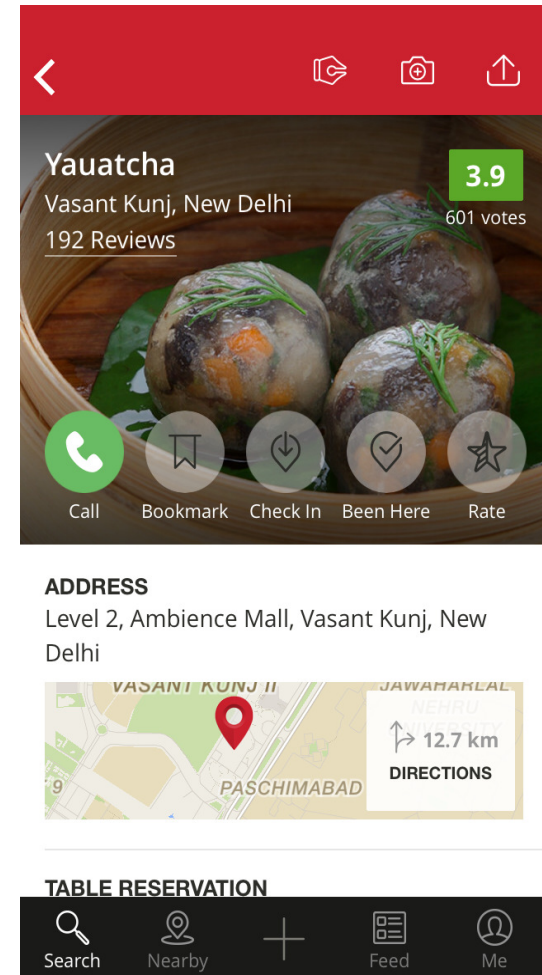 Yauatcha
3.9
Vasant Kunj, New Delhi
601 votes
192 Reviews
Call
Bookmark
Check In
Been Here
Rate
ADDRESS
Level 2, Ambience Mall, Vasant Kunj, New
Delhi
VASANT KUNJ II
JAWAHARLAL
NEHRU
UNIVERSITY
12.7 km
DIRECTIONS
9
PASCHIMABAD
TABLE RESERVATION
Search
Nearby
Feed
Me